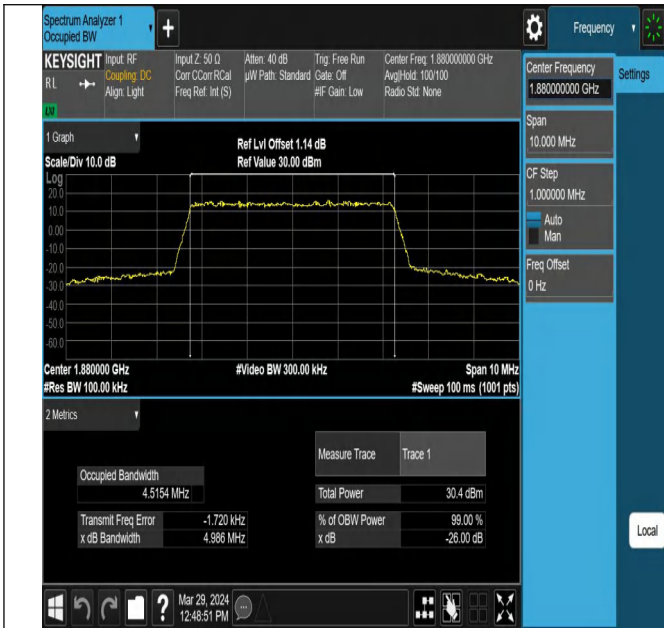 Spectrum Analyzer 1
Occupied BW
+
Frequency
KEYSIGHT
RL
LXI
Input: RF
Coupling: DC
Align: Light
Input Z: 50 Ω
Corr CCorr RCal
Freq Ref: Int (S)
Atten: 40 dB
µW Path: Standard
Trig: Free Run
Gate: Off
#IF Gain: Low
Center Freq: 1.880000000 GHz
Avg|Hold: 100/100
Radio Std: None
Center Frequency
1.880000000 GHz
Settings
Span
10.000 MHz
CF Step
1.000000 MHz
Auto
Man
Freq Offset
0 Hz
Local
1 Graph
Scale/Div 10.0 dB
Ref Lvl Offset 1.14 dB
Ref Value 30.00 dBm
Log
20.0
10.0
0.00
-10.0
-20.0
-30.0
-40.0
-50.0
-60.0
Center 1.880000 GHz
#Res BW 100.00 kHz
#Video BW 300.00 kHz
Span 10 MHz
#Sweep 100 ms (1001 pts)
2 Metrics
Measure Trace
Trace 1
Occupied Bandwidth
4.5154 MHz
Total Power
30.4 dBm
Transmit Freq Error
-1.720 kHz
% of OBW Power
99.00 %
x dB Bandwidth
4.986 MHz
x dB
-26.00 dB
?
Mar 29, 2024
12:48:51 PM